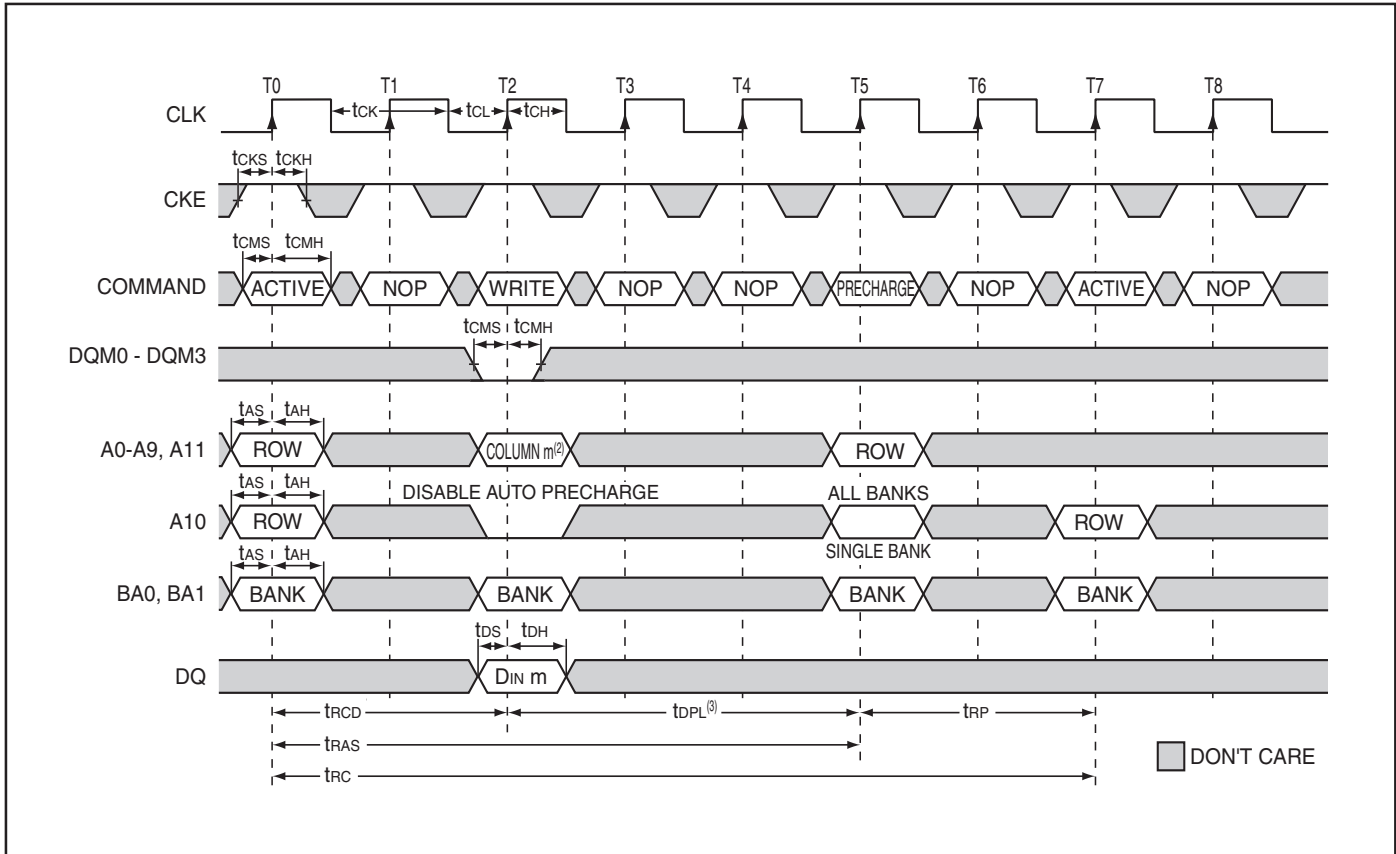 T0 T1 T2 T3 T4 T5 T6 T7 T8
CLK
tCK tCL tCH
tCKS tCKH
CKE
tCMS tCMH
COMMAND ACTIVE NOP WRITE NOP NOP PRECHARGE NOP ACTIVE NOP
tCMS tCMH
DQM0 - DQM3
tAS tAH
A0-A9, A11 ROW COLUMN m(2) ROW
tAS tAH DISABLE AUTO PRECHARGE ALL BANKS
A10 ROW ROW
tAS tAH SINGLE BANK
BA0, BA1 BANK BANK BANK BANK
tDS tDH
DQ DIN m
tRCD tDPL(3) tRP
tRAS
DON'T CARE
tRC